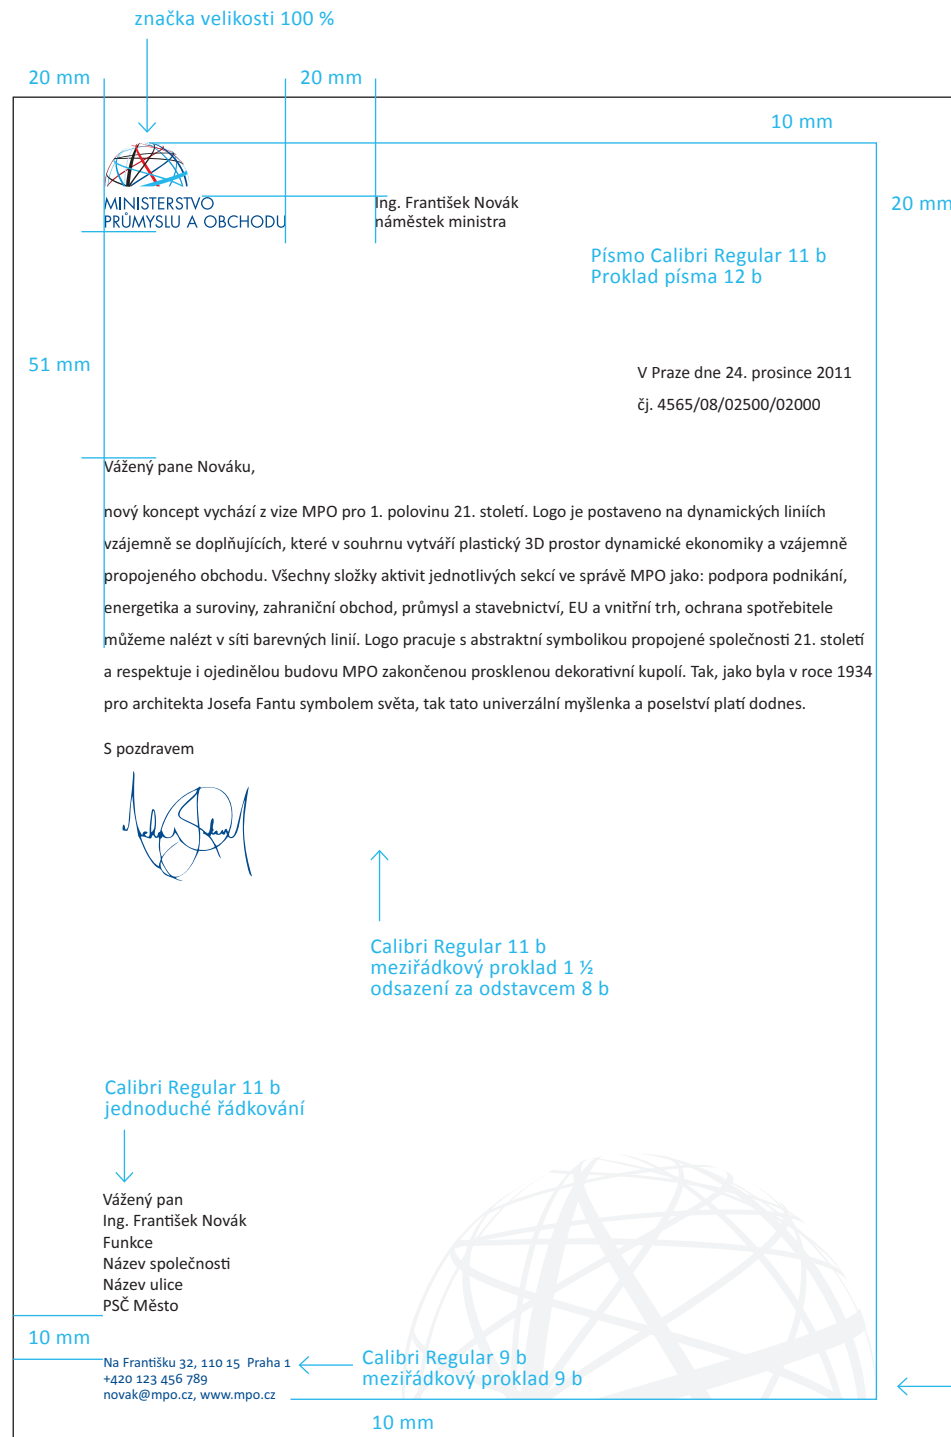 značka velikosti 100 %
20 mm
20 mm
10 mm
MINISTERSTVO
PRŮMYSLU A OBCHODU
Ing. František Novák
náměstek ministra
20 mm
Písmo Calibri Regular 11 b
Proklad písma 12 b
51 mm
V Praze dne 24. prosince 2011
čj. 4565/08/02500/02000
Vážený pane Nováku,
nový koncept vychází z vize MPO pro 1. polovinu 21. století. Logo je postaveno na dynamických liniích
vzájemně se doplňujících, které v souhrnu vytváří plastický 3D prostor dynamické ekonomiky a vzájemně
propojeného obchodu. Všechny složky aktivit jednotlivých sekcí ve správě MPO jako: podpora podnikání,
energetika a suroviny, zahraniční obchod, průmysl a stavebnictví, EU a vnitřní trh, ochrana spotřebitele
můžeme nalézt v síti barevných linií. Logo pracuje s abstraktní symbolikou propojené společnosti 21. století
a respektuje i ojedinělou budovu MPO zakončenou prosklenou dekorativní kupolí. Tak, jako byla v roce 1934
pro architekta Josefa Fantu symbolem světa, tak tato univerzální myšlenka a poselství platí dodnes.
S pozdravem
Calibri Regular 11 b
meziřádkový proklad 1 ½
odsazení za odstavcem 8 b
Calibri Regular 11 b
jednoduché řádkování
Vážený pan
Ing. František Novák
Funkce
Název společnosti
Název ulice
PSČ Město
10 mm
Na Františku 32, 110 15  Praha 1
+420 123 456 789
novak@mpo.cz, www.mpo.cz
Calibri Regular 9 b
meziřádkový proklad 9 b
10 mm